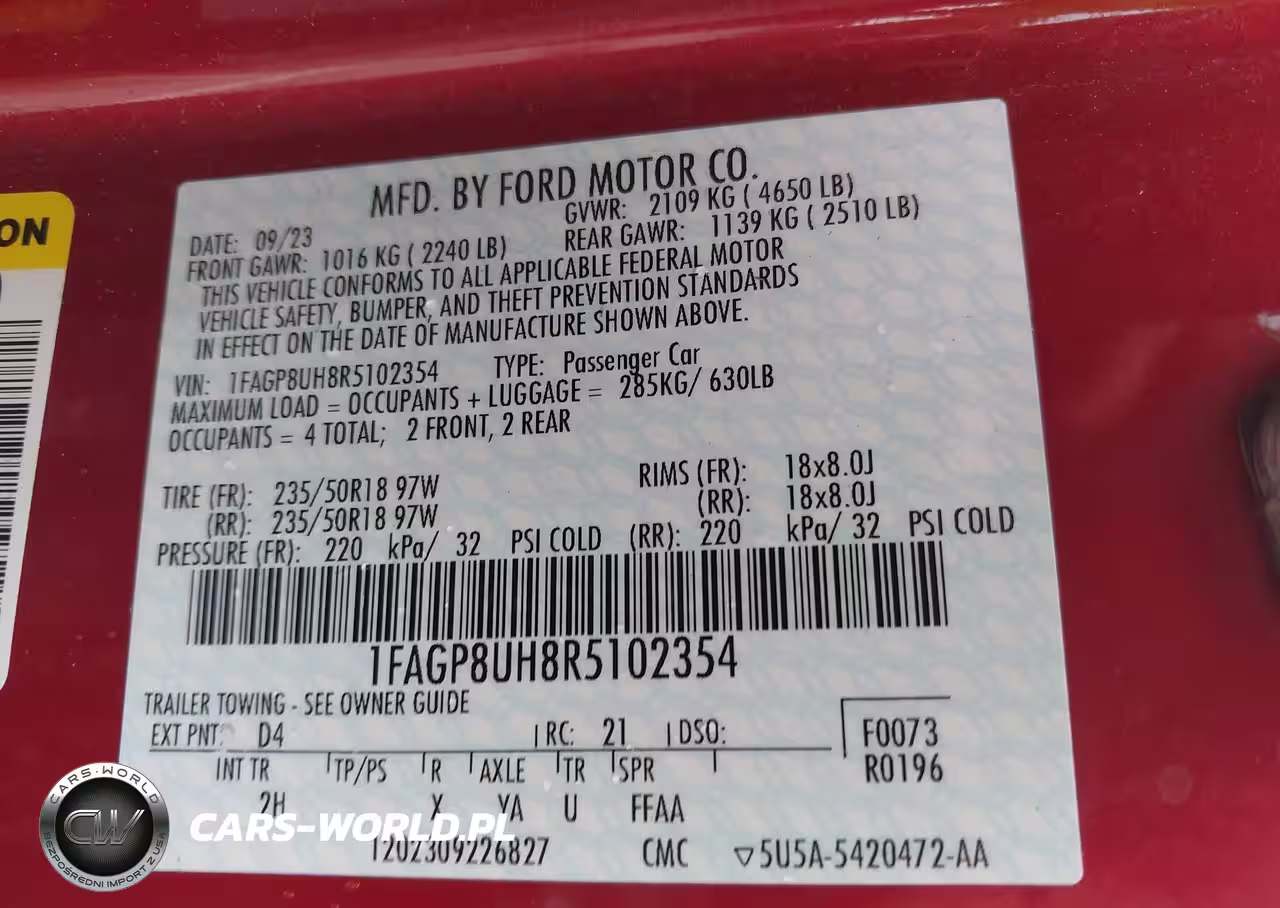 ON
MFD. BY FORD MOTOR CO.
DATE: 09/23 GVWR: 2109 KG ( 4650 LB)
FRONT GAWR: 1016 KG ( 2240 LB) REAR GAWR: 1139 KG ( 2510 LB)
THIS VEHICLE CONFORMS TO ALL APPLICABLE FEDERAL MOTOR
VEHICLE SAFETY, BUMPER, AND THEFT PREVENTION STANDARDS
IN EFFECT ON THE DATE OF MANUFACTURE SHOWN ABOVE.
VIN: 1FAGP8UH8R5102354 TYPE: Passenger Car
MAXIMUM LOAD = OCCUPANTS + LUGGAGE = 285KG/ 630LB
OCCUPANTS = 4 TOTAL; 2 FRONT, 2 REAR
TIRE (FR): 235/50R18 97W RIMS (FR): 18x8.0J
(RR): 235/50R18 97W (RR): 18x8.0J
PRESSURE (FR): 220 kPa/ 32 PSI COLD (RR): 220 kPa/ 32 PSI COLD
1FAGP8UH8R5102354
TRAILER TOWING - SEE OWNER GUIDE
EXT PNT: D4 RC: 21 DSO: F0073
INT TR TP/PS R AXLE TR SPR R0196
2H X YA U FFAA
1202309226827 CMC 5U5A-5420472-AA
CARS-WORLD
CW
BEZPOŚREDNI IMPORT Z USA
CARS-WORLD.PL